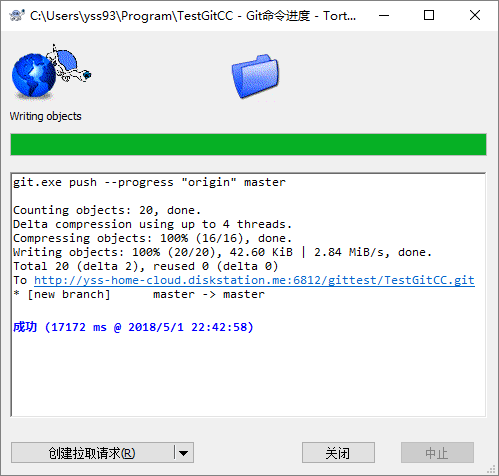 C:\Users\yss93\Program\TestGitCC - Git命令进度 - Tort...
Writing objects
git.exe push --progress "origin" master
Counting objects: 20, done.
Delta compression using up to 4 threads.
Compressing objects: 100% (16/16), done.
Writing objects: 100% (20/20), 42.60 KiB | 2.84 MiB/s, done.
Total 20 (delta 2), reused 0 (delta 0)
To http://yss-home-cloud.diskstation.me:6812/gittest/TestGitCC.git
* [new branch]      master -> master
成功 (17172 ms @ 2018/5/1 22:42:58)
创建拉取请求(R)
关闭
中止